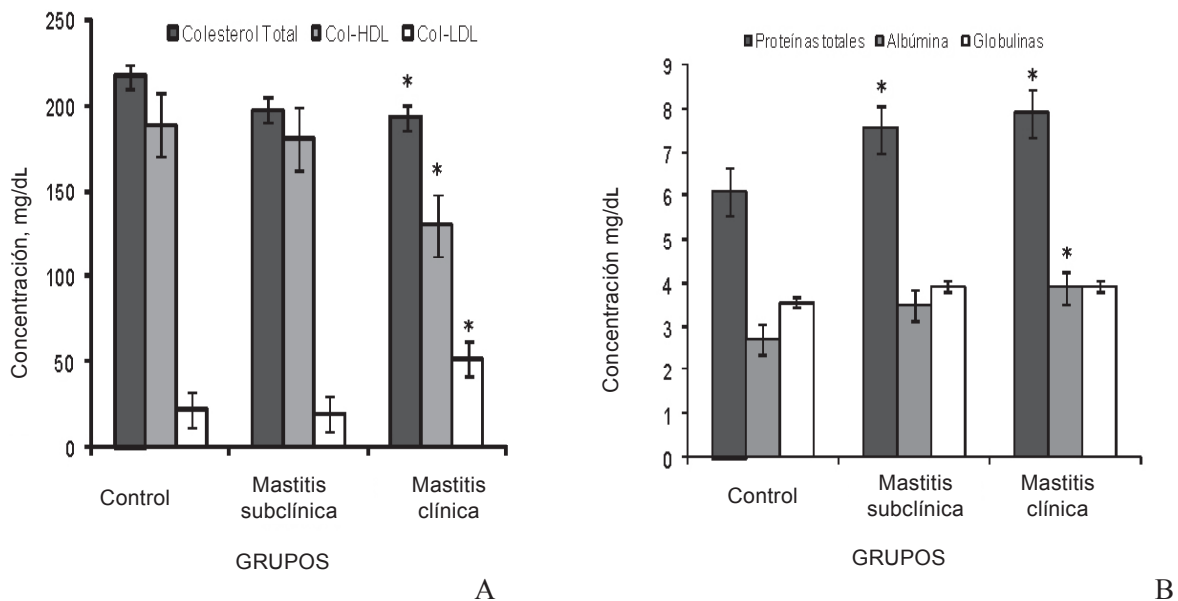 Colesterol Total Col-HDL Col-LDL
Concentración, mg/dL
250
200
150
100
50
0
*
*
*
Control
Mastitis
subclínica
Mastitis
clínica
GRUPOS
A
Proteínas totales Albúmina Globulinas
Concentración mg/dL
9
8
7
6
5
4
3
2
1
0
*
*
*
Control
Mastitis
subclínica
Mastitis
clínica
GRUPOS
B